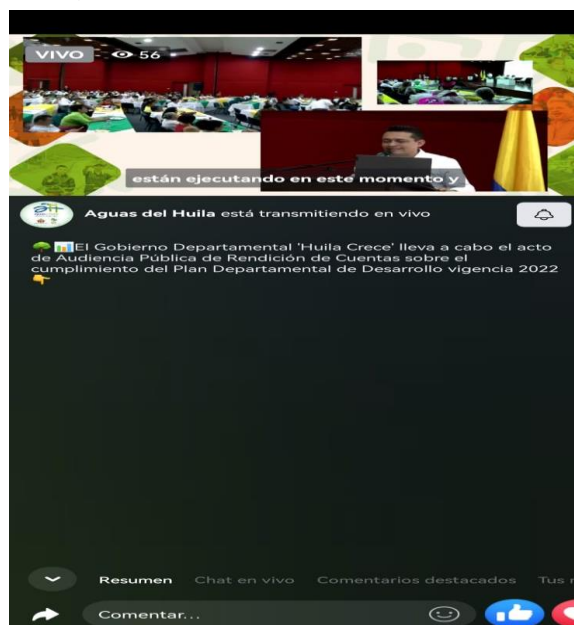 VIVO 56
están ejecutando en este momento y
Aguas del Huila está transmitiendo en vivo
El Gobierno Departamental 'Huila Crece' lleva a cabo el acto
de Audiencia Pública de Rendición de Cuentas sobre el
cumplimiento del Plan Departamental de Desarrollo vigencia 2022
Resumen Chat en vivo Comentarios destacados Tus
Comentar...